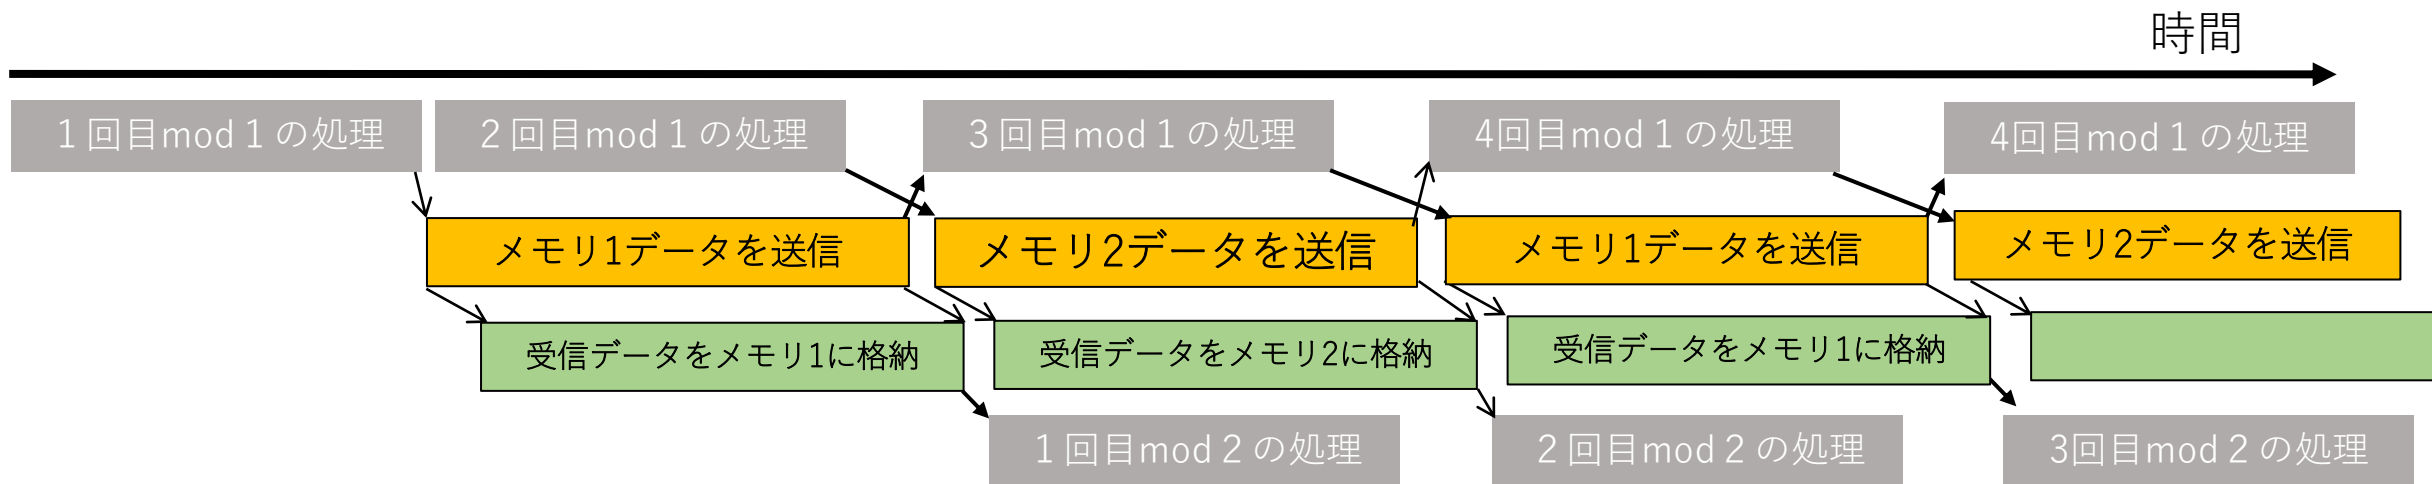 時間
１回目mod１の処理
２回目mod１の処理
３回目mod１の処理
4回目mod１の処理
4回目mod１の処理
メモリ1データを送信
メモリ2データを送信
メモリ1データを送信
メモリ2データを送信
受信データをメモリ1に格納
受信データをメモリ2に格納
受信データをメモリ1に格納
１回目mod２の処理
２回目mod２の処理
3回目mod２の処理